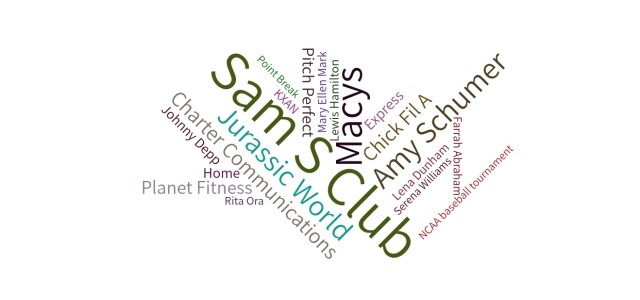 Point Break
Sam S Club
KXAN
Pitch Perfect
Mary Ellen Mark
Lewis Hamilton
Macys
Express
Chick Fil A
Amy Schumer
Charter Communications
Jurassic World
Johnny Depp
Home
Planet Fitness
Rita Ora
Lena Dunham
Serena Williams
Farrah Abraham
NCAA baseball tournament